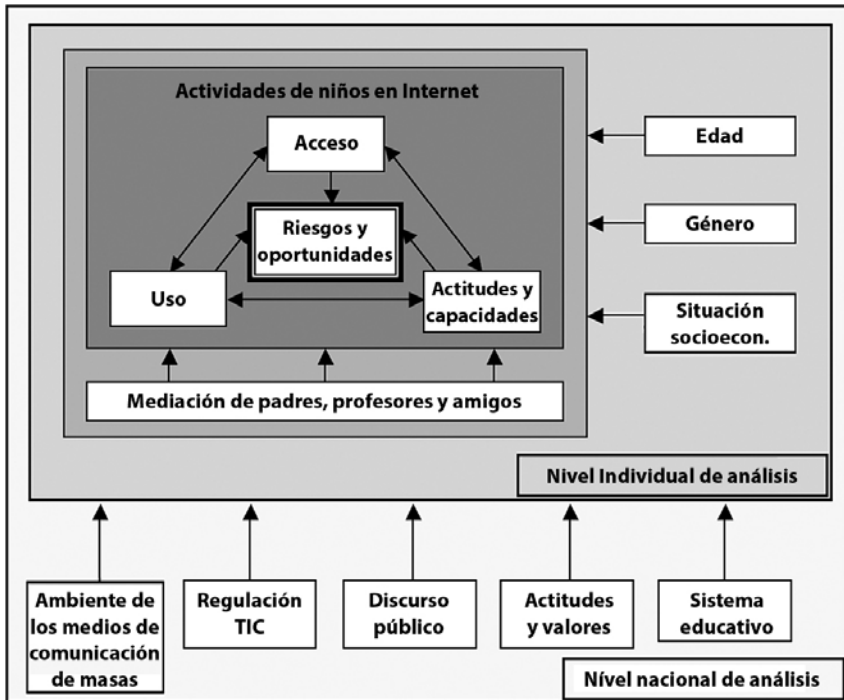 Actividades de niños en Internet
Acceso
Riesgos y
oportunidades
Uso
Actitudes y
capacidades
Mediación de padres, profesores y amigos
Edad
Género
Situación
socioecon.
Nivel Individual de análisis
Ambiente de
los medios de
comunicación
de masas
Regulación
TIC
Discurso
público
Actitudes
y valores
Sistema
educativo
Nível nacional de análisis